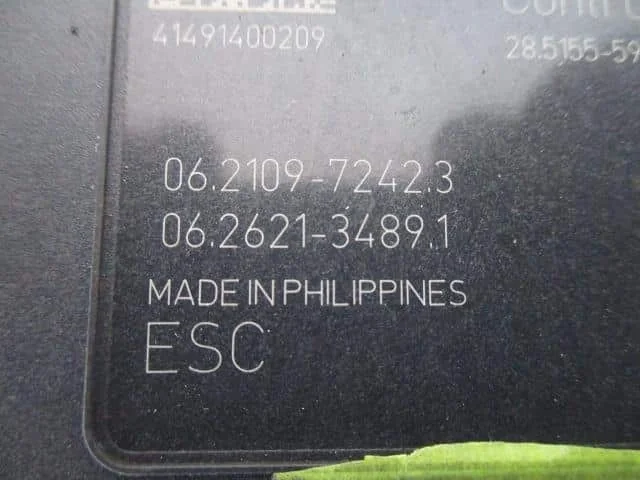 41491400209
28.5155-59
06.2109-7242.3
06.2621-3489.1
MADE IN PHILIPPINES
ESC